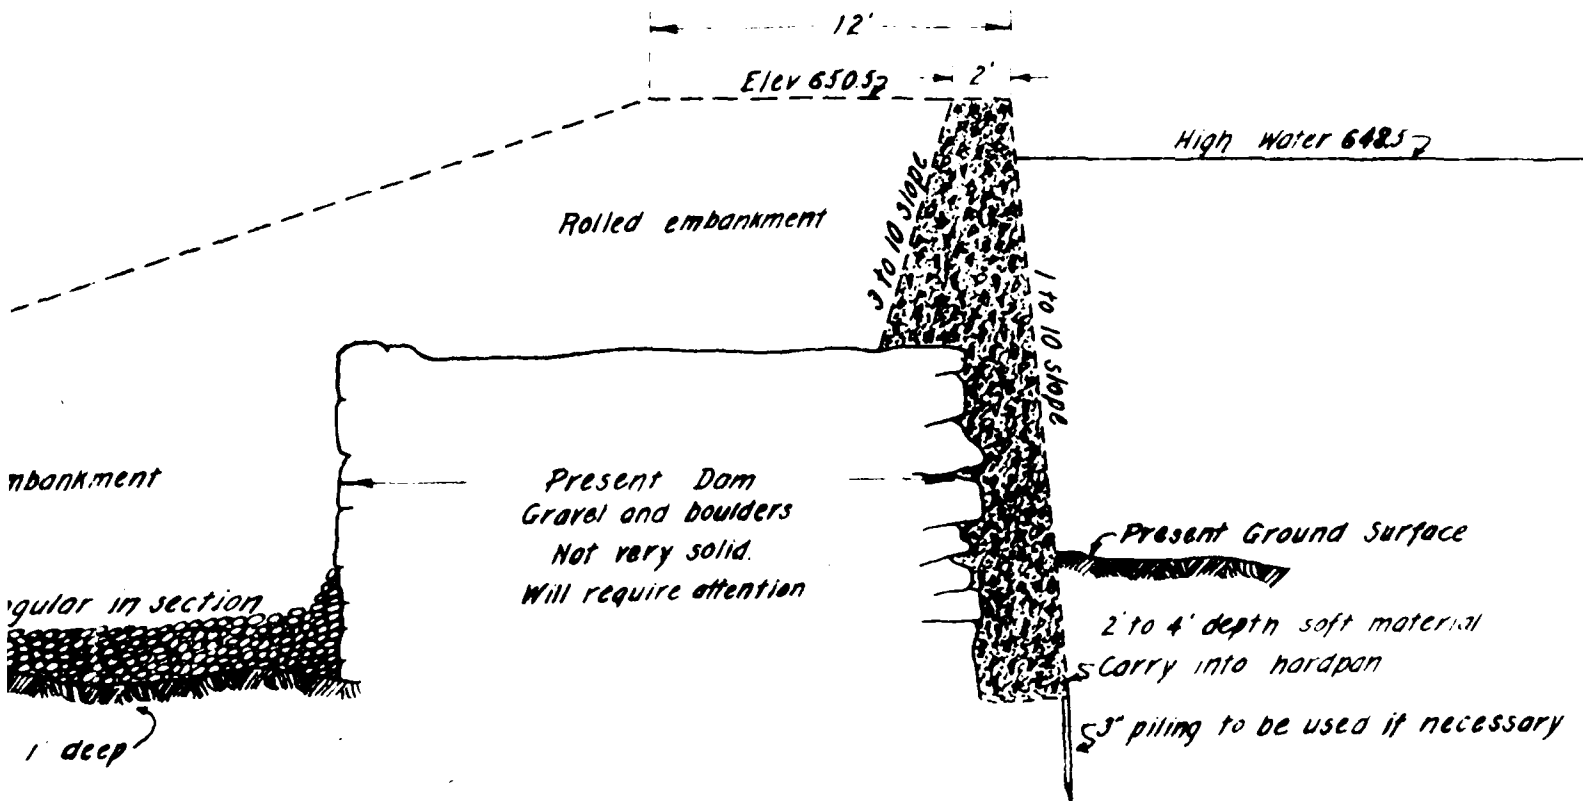 12'
Elev 650.5
2'
High Water 648.5
3 to 10 slope
Rolled embankment
1 to 10 slope
mbankment
Present Dam
Gravel and boulders
Not very solid.
Will require attention
Present Ground Surface
gular in section
2' to 4' depth soft material
Carry into hardpan
3" piling to be used if necessary
1' deep